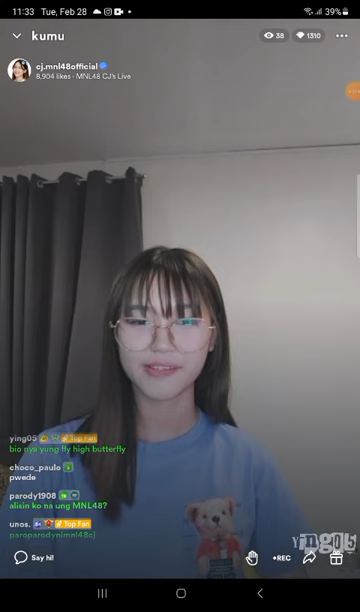 11:33 Tue, Feb 28
39%
kumu
38
1310
cj.mnl48official
8,904 likes · MNL48 CJ's Live
ying05 Top Fan
bio nya yung fly high butterfly
choco_paulo
pwede
parody1908
alisin ko na ung MNL48?
unos. Top Fan
paroparodynimnl48cj
Say hi!
•REC
Ying05